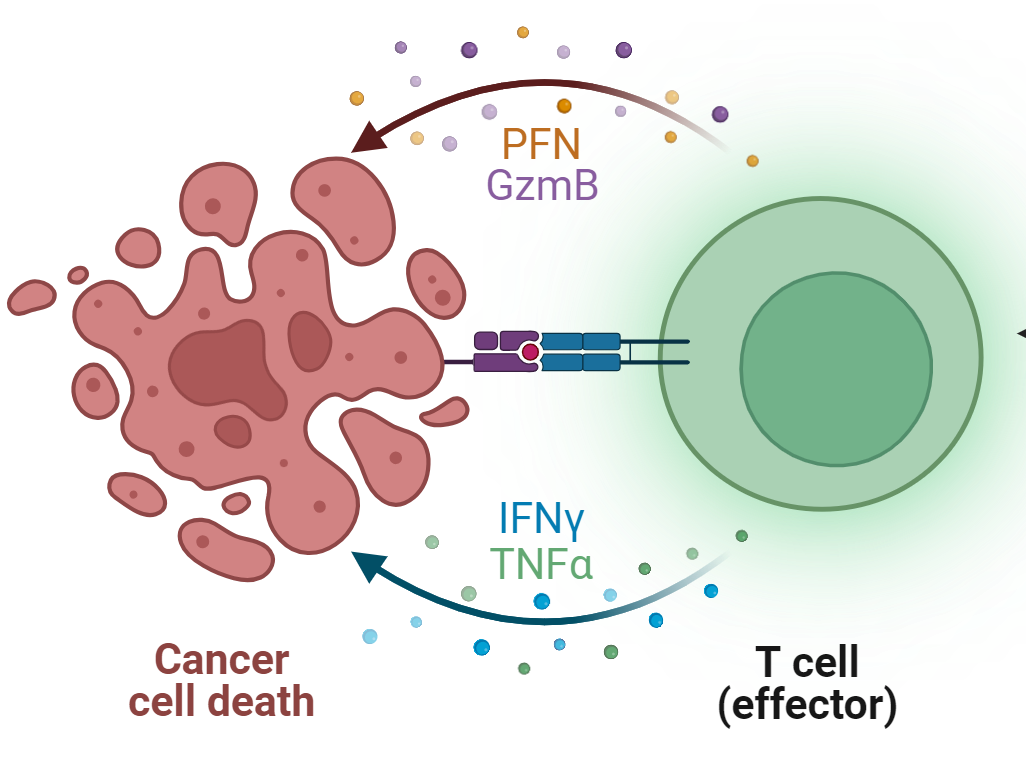 PFN
GzmB
IFNγ
TNFα
Cancer
cell death
T cell
(effector)